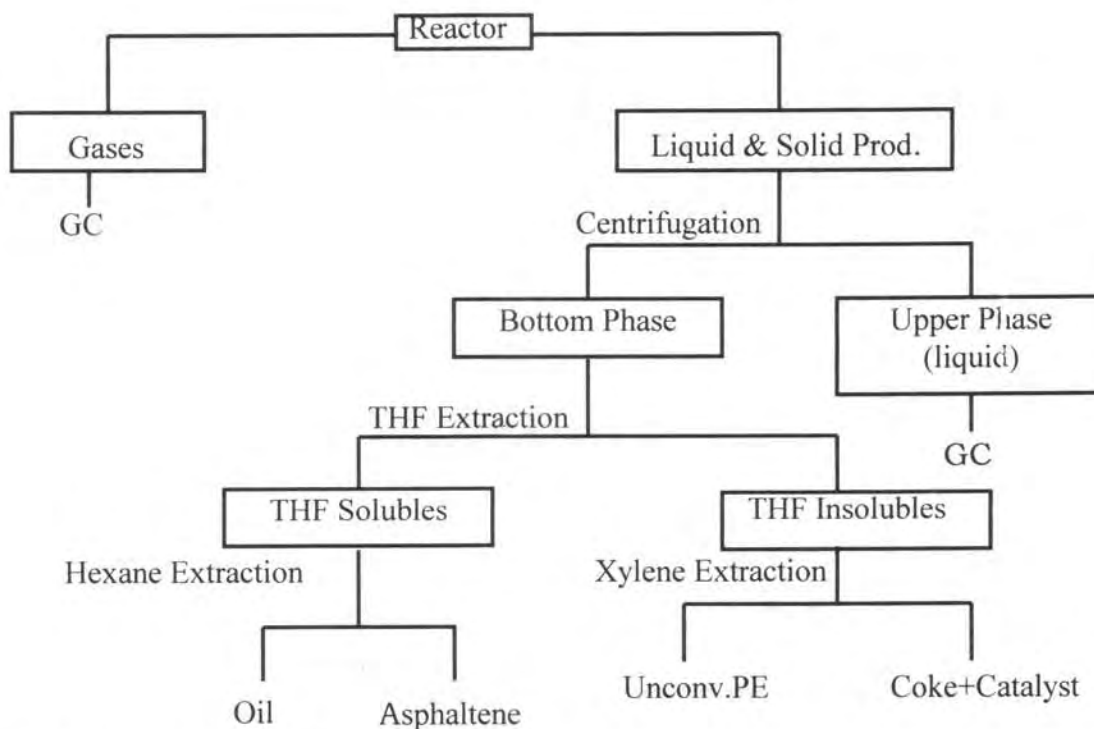 Reactor
Gases
Liquid & Solid Prod.
GC
Centrifugation
Bottom Phase
Upper Phase
(liquid)
THF Extraction
GC
THF Solubles
THF Insolubles
Hexane Extraction
Xylene Extraction
Unconv.PE
Coke+Catalyst
Oil
Asphaltene